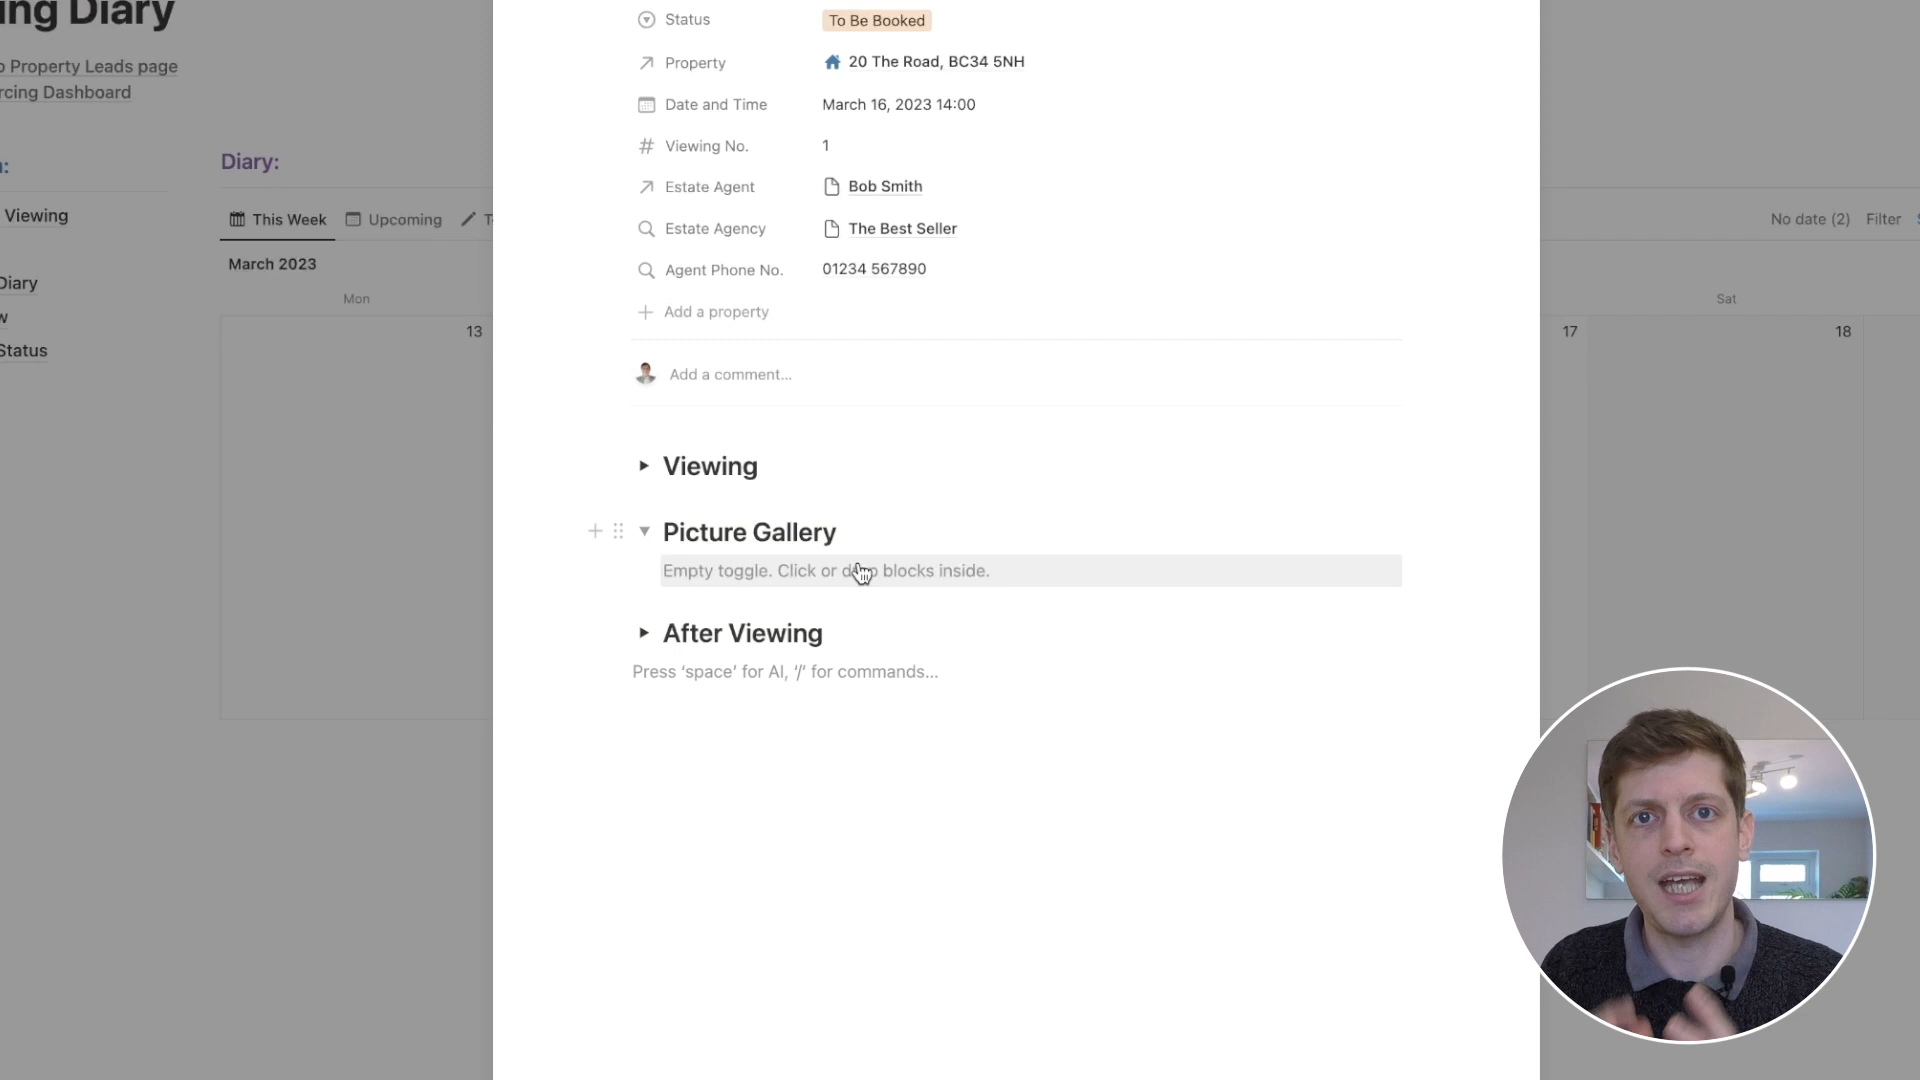 ing Diary
o Property Leads page
rcing Dashboard
Viewing
Diary
w
Status
Diary:
This Week
Upcoming
No date (2)
Filter
March 2023
Mon
Sat
13
17
18
Status
To Be Booked
Property
20 The Road, BC34 5NH
Date and Time
March 16, 2023 14:00
Viewing No.
1
Estate Agent
Bob Smith
Estate Agency
The Best Seller
Agent Phone No.
01234 567890
Add a property
Add a comment...
Viewing
Picture Gallery
Empty toggle. Click or drop blocks inside.
After Viewing
Press ‘space’ for AI, ‘/’ for commands...